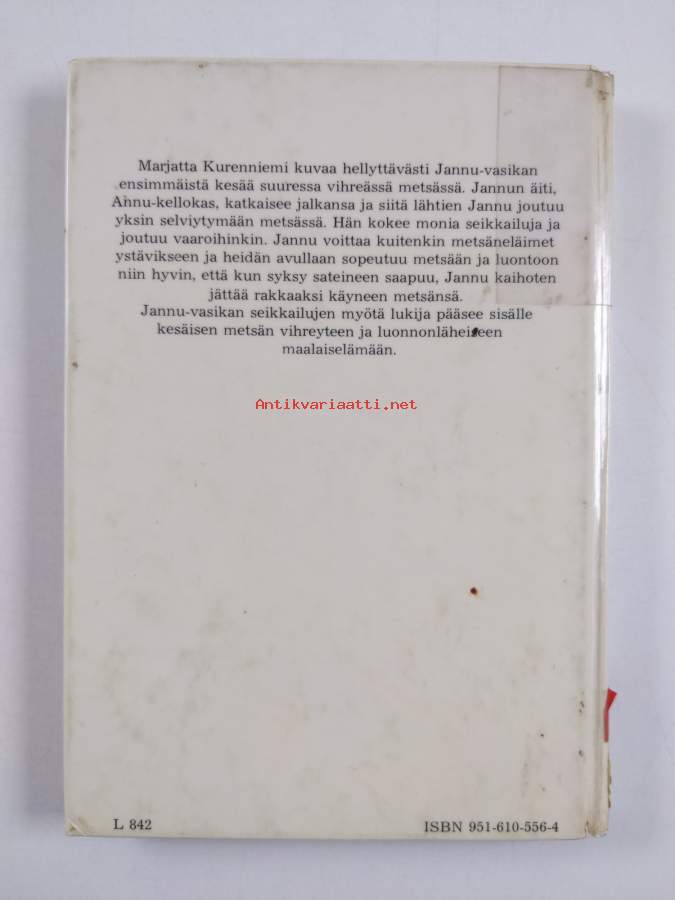 Marjatta Kurenniemi kuvaa hellyttävästi Jannu-vasikan
ensimmäistä kesää suuressa vihreässä metsässä. Jannun äiti,
Ahnu-kellokas, katkaisee jalkansa ja siitä lähtien Jannu joutuu
yksin selviytymään metsässä. Hän kokee monia seikkailuja ja
joutuu vaaroihinkin. Jannu voittaa kuitenkin metsäneläimet
ystävikseen ja heidän avullaan sopeutuu metsään ja luontoon
niin hyvin, että kun syksy sateineen saapuu, Jannu kaihoten
jättää rakkaaksi käyneen metsänsä.
Jannu-vasikan seikkailujen myötä lukija pääsee sisälle
kesäisen metsän vihreyteen ja luonnonläheiseen
maalaiselämään.
Antikvariaatti.net
L 842
ISBN 951-610-556-4